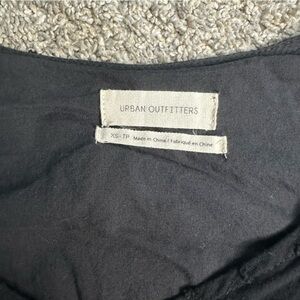 URBAN OUTFITTERS
XS-TP Made in China / Fabriqué en Chine